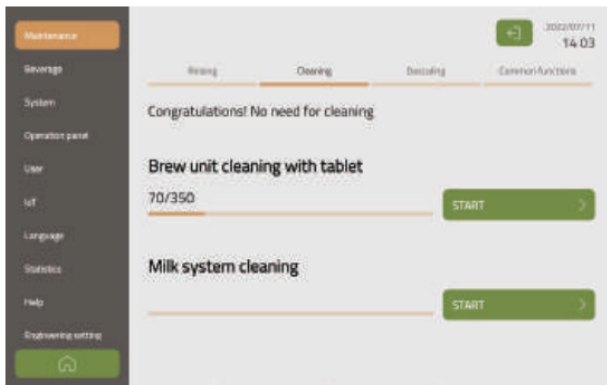 Maintenance
2022/07/11
14:03
Beverage
Rinsing
Cleaning
Descaling
Common functions
System
Congratulations! No need for cleaning
Operation panel
User
Brew unit cleaning with tablet
IoT
70/350
START
Language
Statistics
Milk system cleaning
Help
START
Engineering setting